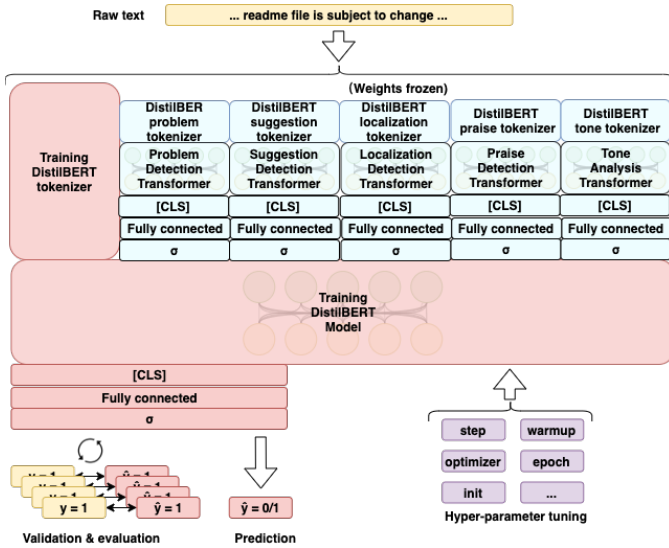 Raw text
... readme file is subject to change ...
(Weights frozen)
Training
DistilBERT
tokenizer
DistilBER
problem
tokenizer
DistilBERT
suggestion
tokenizer
DistilBERT
localization
tokenizer
DistilBERT
praise tokenizer
DistilBERT
tone tokenizer
Problem
Detection
Transformer
Suggestion
Detection
Transformer
Localization
Detection
Transformer
Praise
Detection
Transformer
Tone
Analysis
Transformer
[CLS]
[CLS]
[CLS]
[CLS]
[CLS]
Fully connected
Fully connected
Fully connected
Fully connected
Fully connected
σ
σ
σ
σ
σ
Training
DistilBERT
Model
[CLS]
Fully connected
σ
step
warmup
optimizer
epoch
init
...
Hyper-parameter tuning
y = 1
ŷ = 1
ŷ = 0/1
Validation & evaluation
Prediction